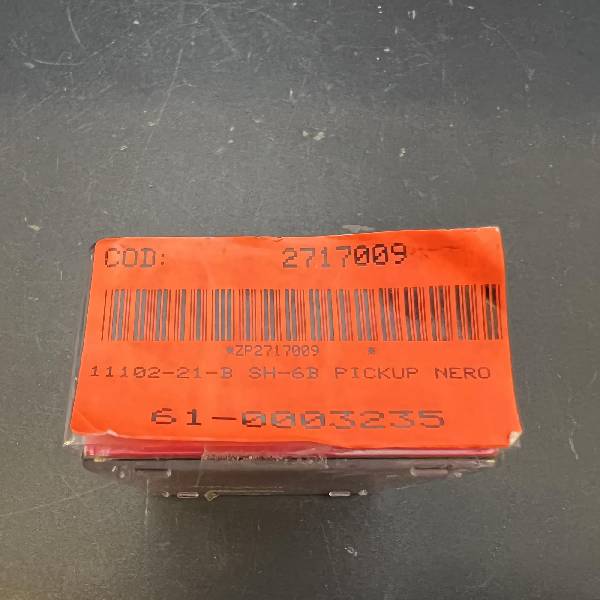 COD: 2717009
*ZP2717009 *
11102-21-B SH-6B PICKUP NERO
61-0003235